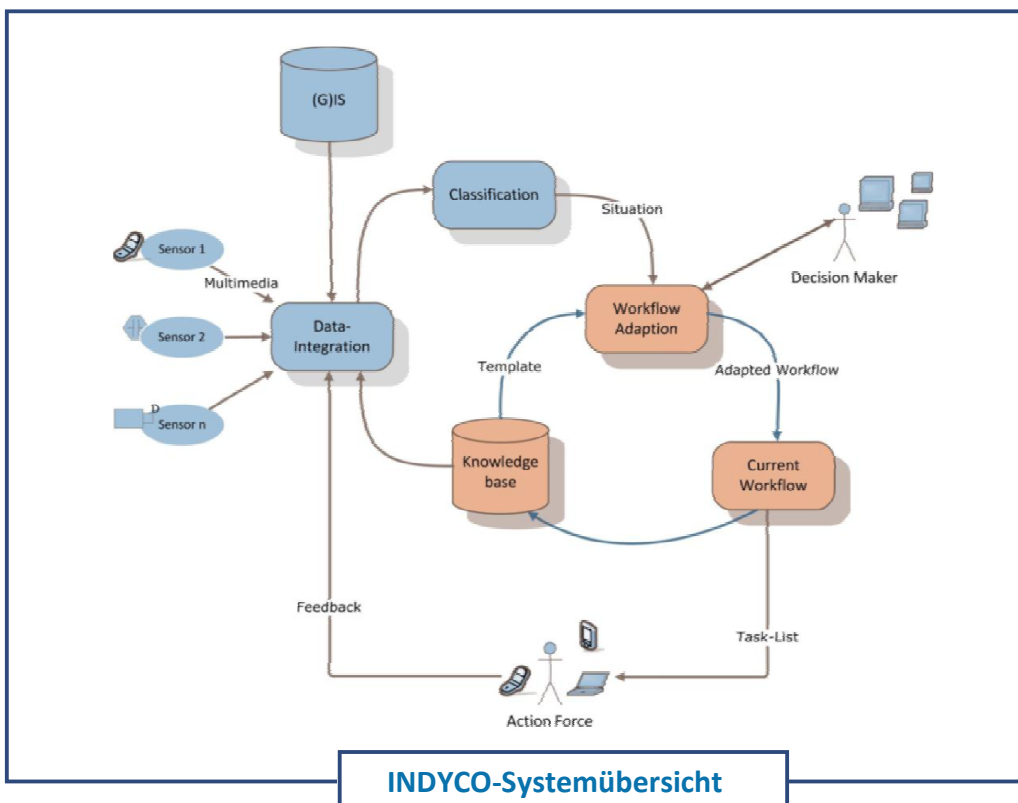 (G)IS
Classification
Situation
Sensor 1
Multimedia
Decision Maker
Data-
Integration
Workflow
Adaption
Sensor 2
Template
Adapted Workflow
D
Sensor n
Knowledge
base
Current
Workflow
Feedback
Task-List
Action Force
INDYCO-Systemübersicht